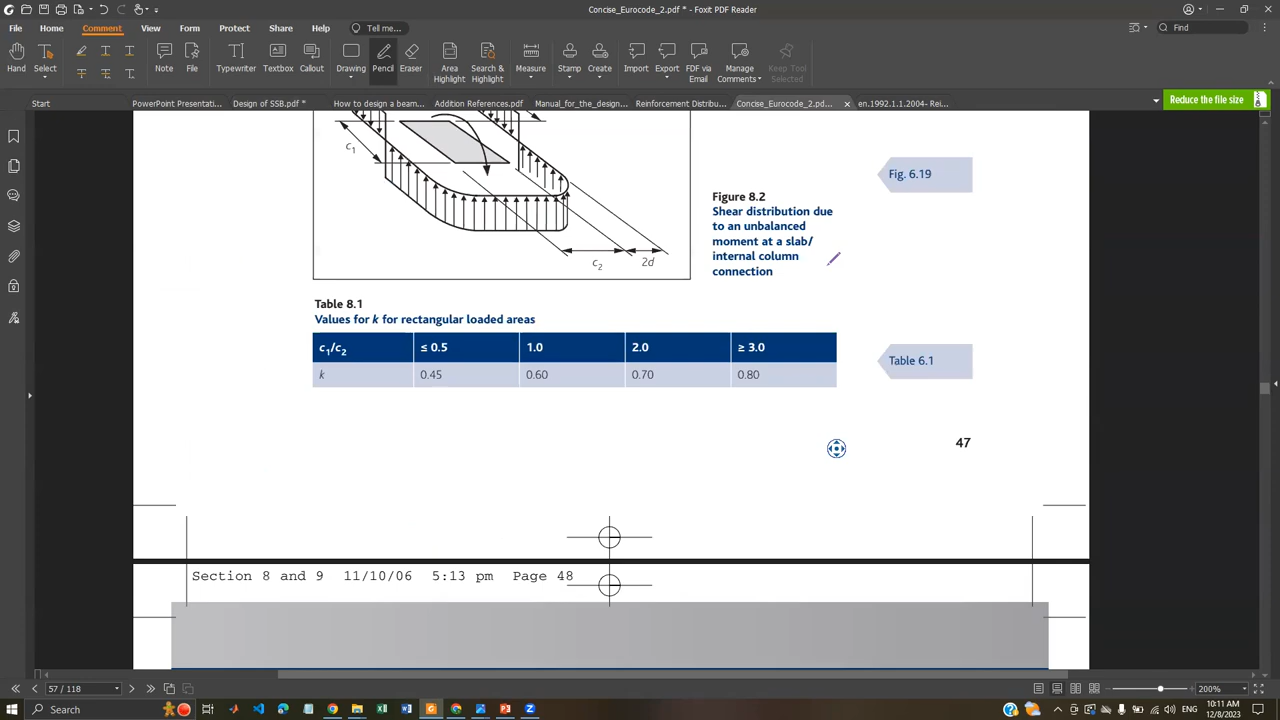 Concise_Eurocode_2.pdf * - Foxit PDF Reader
File Home Comment View Form Protect Share Help Tell me... Find
Hand Select Note File Typewriter Textbox Callout Drawing Pencil Eraser Area Highlight Search & Highlight Measure Stamp Create Import Export FDF via Email Manage Comments Keep Tool Selected
Start PowerPoint Presentati... Design of SSB.pdf * How to design a beam... Addition References.pdf Manual_for_the_design... Reinforcement Distribu... Concise_Eurocode_2.pd... en.1992.1.1.2004- Rei... Reduce the file size
c1
c2
2d
Figure 8.2
Shear distribution due
to an unbalanced
moment at a slab/
internal column
connection
Fig. 6.19
Table 8.1
Values for k for rectangular loaded areas
c1/c2 ≤ 0.5 1.0 2.0 ≥ 3.0
k 0.45 0.60 0.70 0.80
Table 6.1
47
Section 8 and 9 11/10/06 5:13 pm Page 48
57 / 118
200%
Search
10:11 AM
12/8/2023